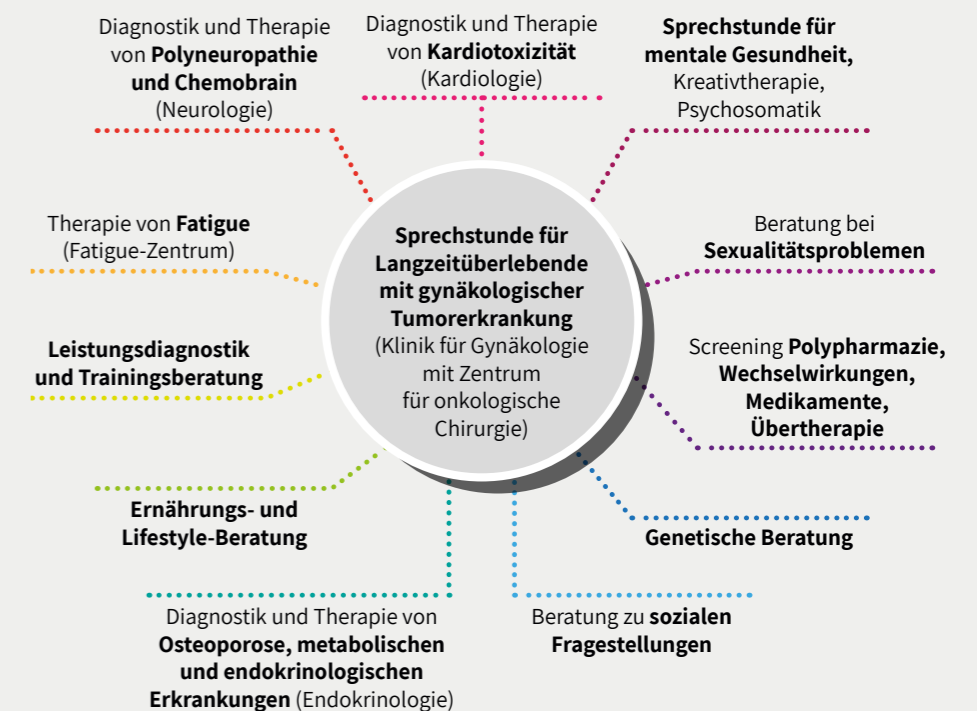 Diagnostik und Therapie
von Polyneuropathie
und Chemobrain
(Neurologie)
Diagnostik und Therapie
von Kardiotoxizität
(Kardiologie)
Sprechstunde für
mentale Gesundheit,
Kreativtherapie,
Psychosomatik
Therapie von Fatigue
(Fatigue-Zentrum)
Sprechstunde für
Langzeitüberlebende
mit gynäkologischer
Tumorerkrankung
(Klinik für Gynäkologie
mit Zentrum
für onkologische
Chirurgie)
Beratung bei
Sexualitätsproblemen
Leistungsdiagnostik
und Trainingsberatung
Screening Polypharmazie,
Wechselwirkungen,
Medikamente,
Übertherapie
Ernährungs- und
Lifestyle-Beratung
Genetische Beratung
Diagnostik und Therapie von
Osteoporose, metabolischen
und endokrinologischen
Erkrankungen (Endokrinologie)
Beratung zu sozialen
Fragestellungen